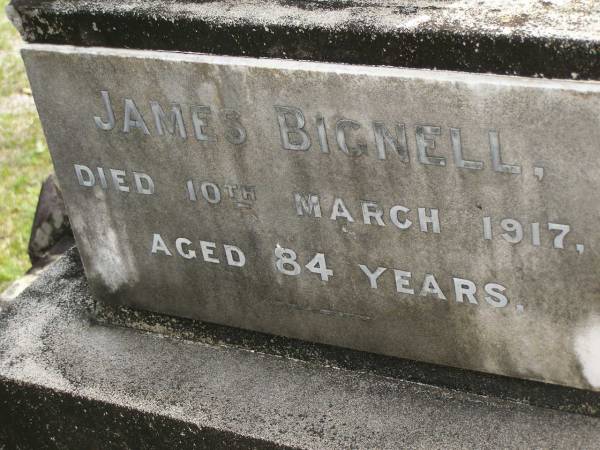 James Bignell,
Died 10th March 1917,
Aged 84 Years.